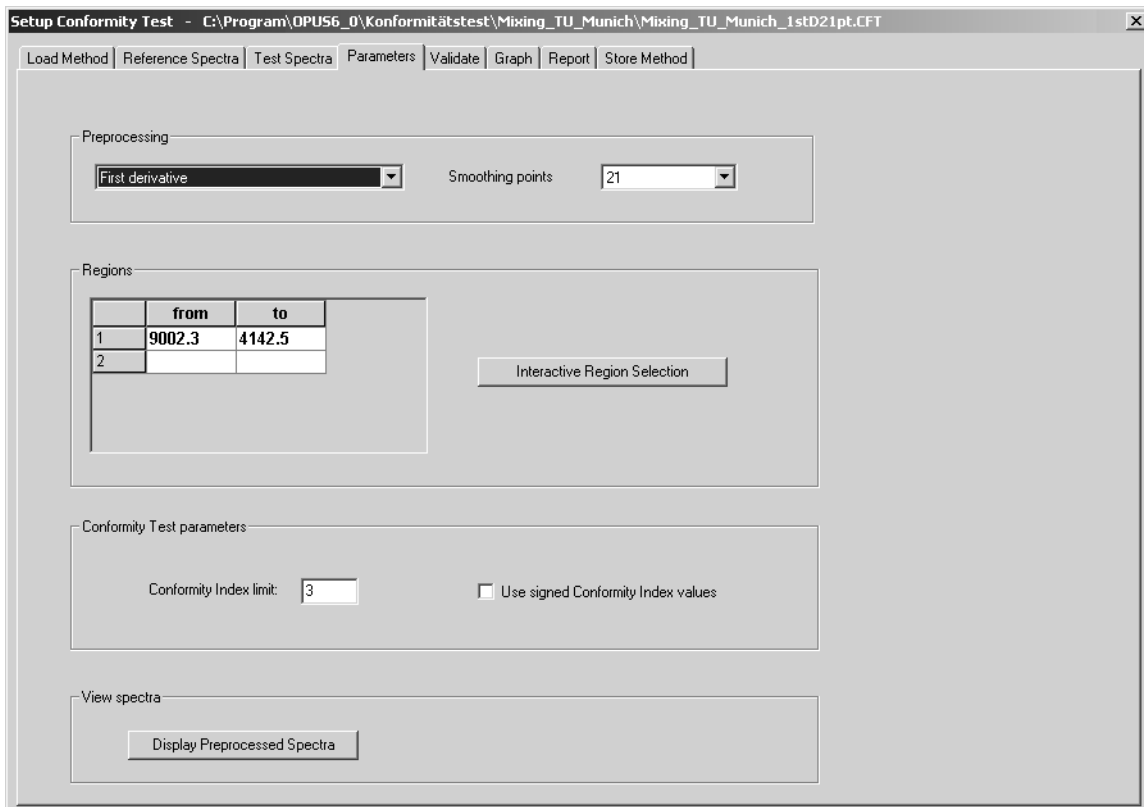 Setup Conformity Test - C:\Program\OPUS6_0\Konformitätstest\Mixing_TU_Munich\Mixing_TU_Munich_1stD21pt.CFT
Load Method Reference Spectra Test Spectra Parameters Validate Graph Report Store Method
Preprocessing
First derivative Smoothing points 21
Regions
from to
1 9002.3 4142.5
2
Interactive Region Selection
Conformity Test parameters
Conformity Index limit: 3 Use signed Conformity Index values
View spectra
Display Preprocessed Spectra